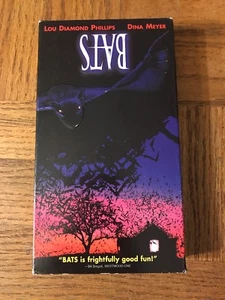 LOU DIAMOND PHILLIPS DINA MEYER
BATS
"BATS is frightfully good fun!"